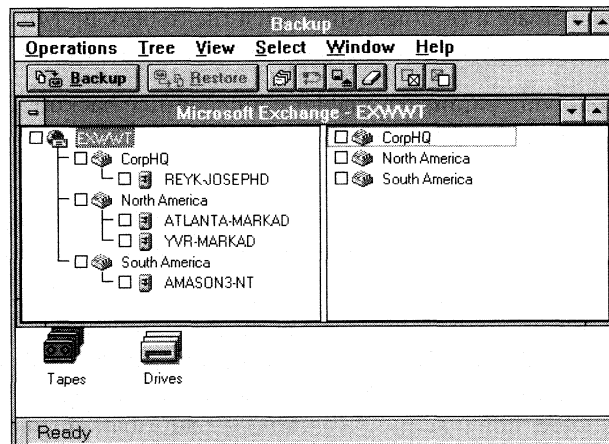 Backup
Operations Tree View Select Window Help
Backup Restore
Microsoft Exchange - EXWWT
EXWWT
CorpHQ
REYK-JOSEPHD
North America
ATLANTA-MARKAD
YVR-MARKAD
South America
AMASON3-NT
CorpHQ
North America
South America
Tapes Drives
Ready